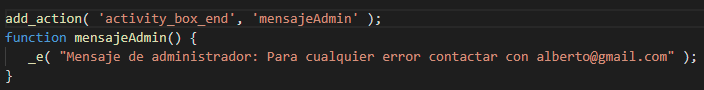 add_action( 'activity_box_end', 'mensajeAdmin' );
function mensajeAdmin() {
_e( "Mensaje de administrador: Para cualquier error contactar con alberto@gmail.com" );
}